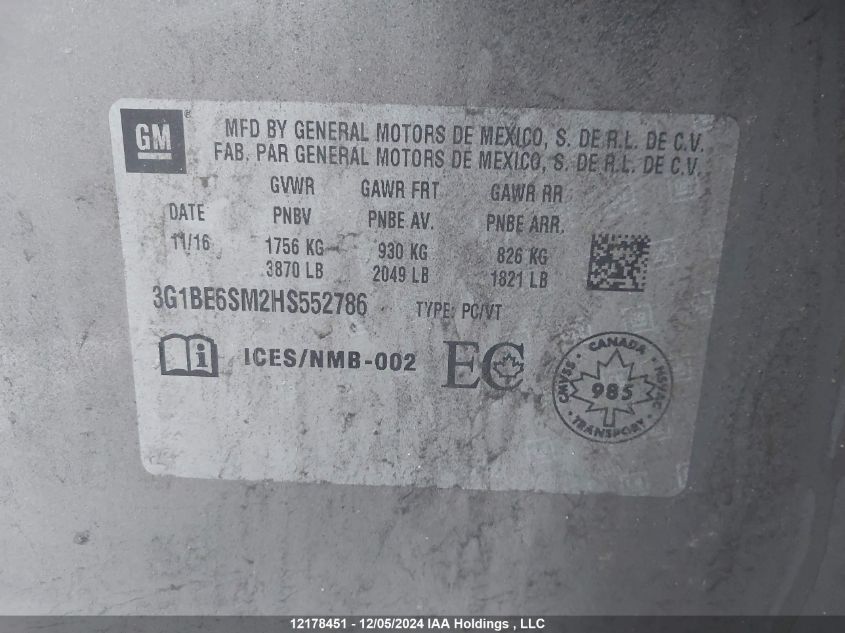 GM
MFD BY GENERAL MOTORS DE MEXICO, S. DE R.L. DE C.V.
FAB. PAR GENERAL MOTORS DE MEXICO, S. DE R.L. DE C.V.
GVWR GAWR FRT GAWR RR
DATE PNBV PNBE AV. PNBE ARR.
11/16 1756 KG 930 KG 826 KG
3870 LB 2049 LB 1821 LB
3G1BE6SM2HS552786 TYPE: PC/VT
i ICES/NMB-002 EC
CANADA
CMVSS 985 NSVAC
TRANSPORT
12178451 - 12/05/2024 IAA Holdings , LLC